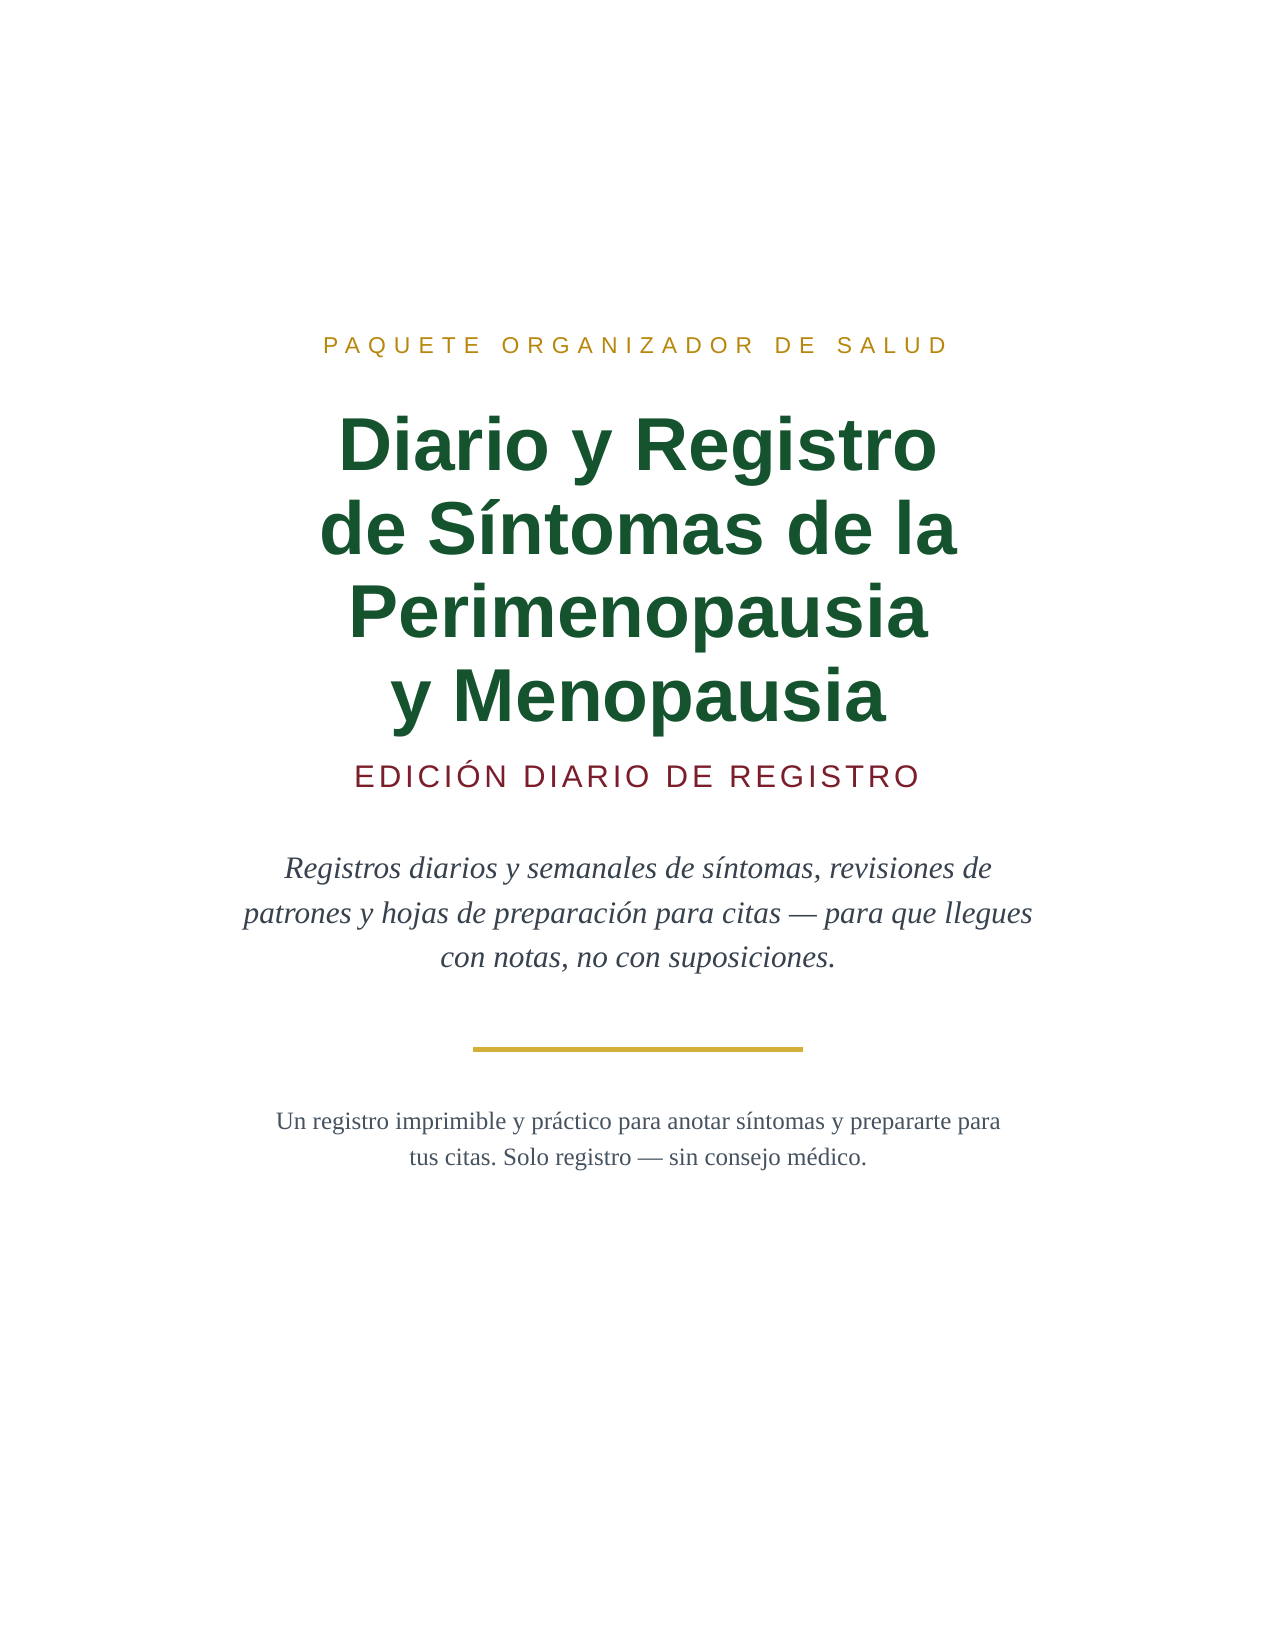 PAQUETE ORGANIZADOR DE SALUD
Diario y Registro
de Síntomas de la
Perimenopausia
y Menopausia
EDICIÓN DIARIO DE REGISTRO
Registros diarios y semanales de síntomas, revisiones de
patrones y hojas de preparación para citas — para que llegues
con notas, no con suposiciones.
Un registro imprimible y práctico para anotar síntomas y prepararte para
tus citas. Solo registro — sin consejo médico.